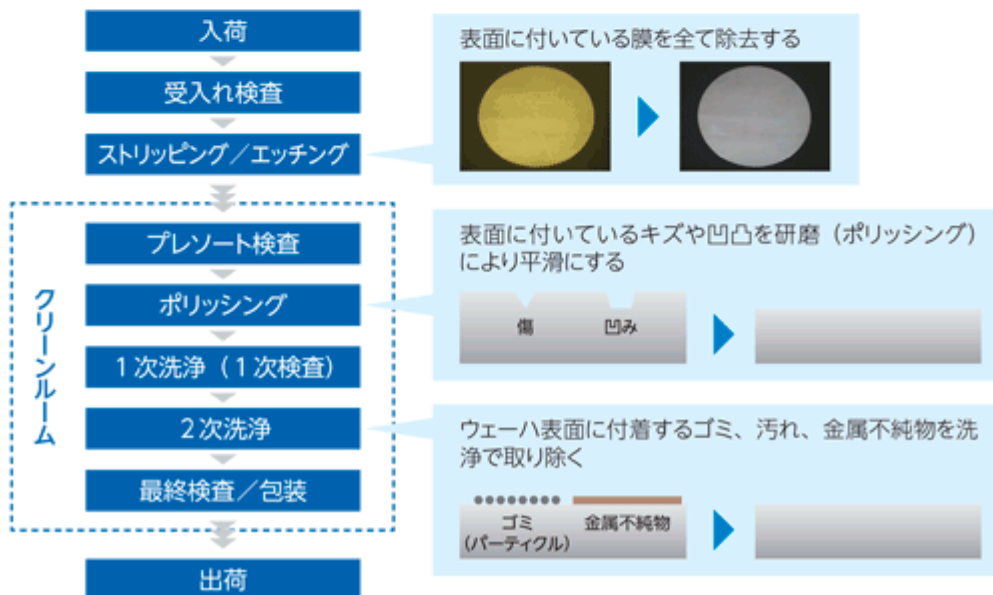 入荷
受入れ検査
ストリッピング／エッチング
表面に付いている膜を全て除去する
クリーンルーム
プレソート検査
ポリッシング
1次洗浄（1次検査）
2次洗浄
最終検査／包装
出荷
表面に付いているキズや凹凸を研磨（ポリッシング）
により平滑にする
傷
凹み
ウェーハ表面に付着するゴミ、汚れ、金属不純物を洗
浄で取り除く
ゴミ
（パーティクル）
金属不純物